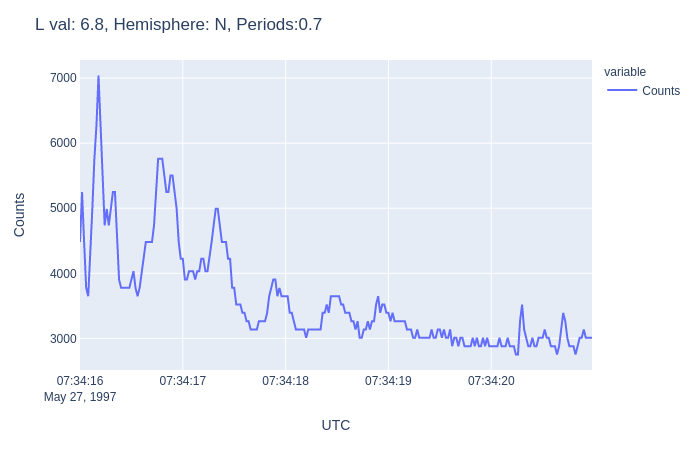 L val: 6.8, Hemisphere: N, Periods:0.7
variable
Counts
7000
6000
5000
4000
3000
Counts
07:34:16
May 27, 1997
07:34:17
07:34:18
07:34:19
07:34:20
UTC